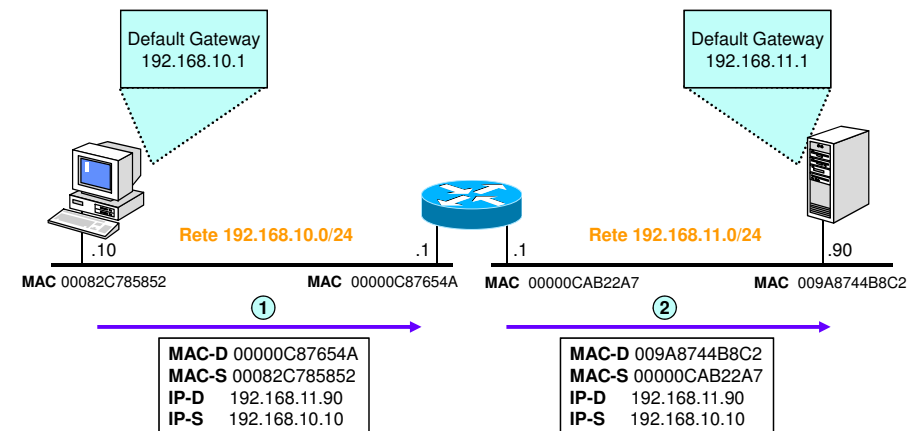 Default Gateway
192.168.10.1
Default Gateway
192.168.11.1
Rete 192.168.10.0/24
Rete 192.168.11.0/24
.10
.1
.1
.90
MAC 00082C785852
MAC 00000C87654A
MAC 00000CAB22A7
MAC 009A8744B8C2
1
2
MAC-D 00000C87654A
MAC-S 00082C785852
IP-D 192.168.11.90
IP-S 192.168.10.10
MAC-D 009A8744B8C2
MAC-S 00000CAB22A7
IP-D 192.168.11.90
IP-S 192.168.10.10